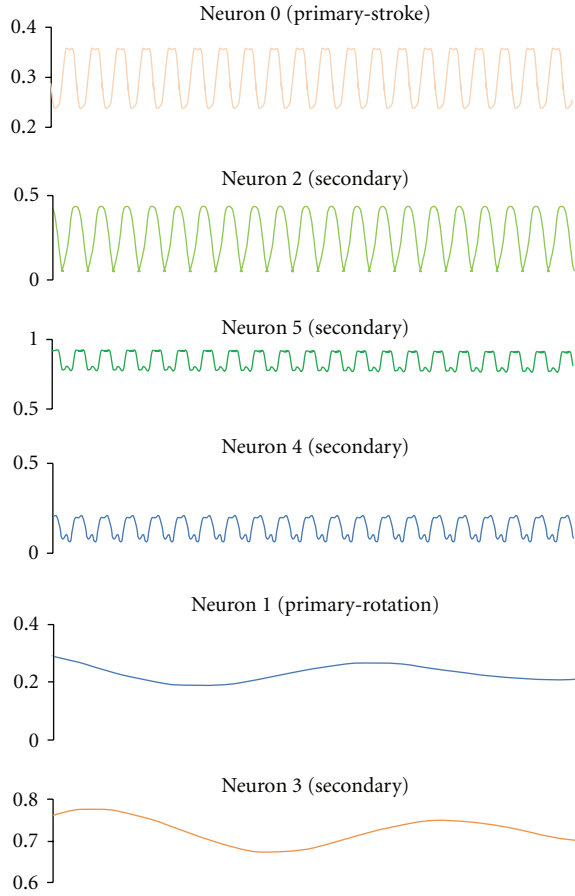 Neuron 0 (primary-stroke)
0.4
0.3
0.2
Neuron 2 (secondary)
0.5
0
Neuron 5 (secondary)
1
0.5
Neuron 4 (secondary)
0.5
0
Neuron 1 (primary-rotation)
0.4
0.2
0
Neuron 3 (secondary)
0.8
0.7
0.6